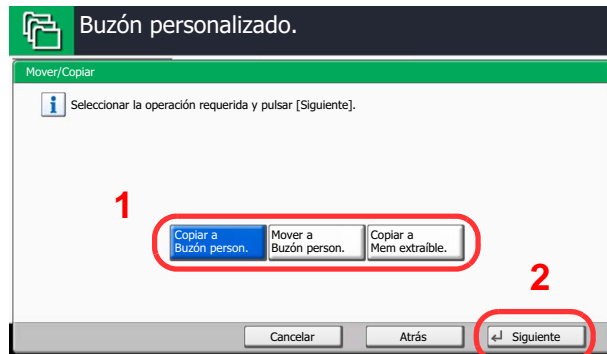 Buzón personalizado.
Mover/Copiar
Seleccionar la operación requerida y pulsar [Siguiente].
1
Copiar a
Buzón person.
Mover a
Buzón person.
Copiar a
Mem extraíble.
2
Cancelar
Atrás
Siguiente